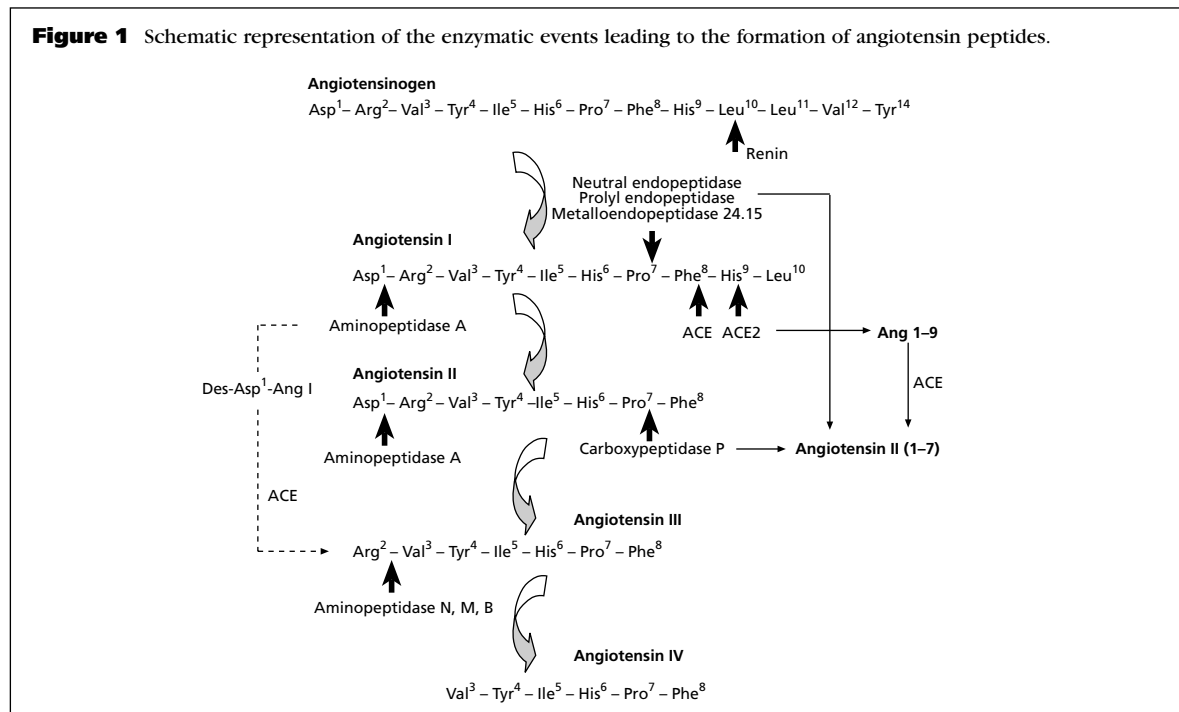 Figure 1 Schematic representation of the enzymatic events leading to the formation of angiotensin peptides.
Angiotensinogen
Asp¹– Arg²– Val³ – Tyr⁴ – Ile⁵ – His⁶ – Pro⁷ – Phe⁸– His⁹ – Leu¹⁰– Leu¹¹– Val¹² – Tyr¹⁴
Renin
Neutral endopeptidase
Prolyl endopeptidase
Metalloendopeptidase 24.15
Angiotensin I
Asp¹– Arg² – Val³ – Tyr⁴ – Ile⁵ – His⁶ – Pro⁷ – Phe⁸– His⁹ – Leu¹⁰
Aminopeptidase A
ACE
ACE2
Ang 1–9
Des-Asp¹-Ang I
ACE
Angiotensin II
Asp¹– Arg² – Val³ – Tyr⁴ –Ile⁵ – His⁶ – Pro⁷ – Phe⁸
Aminopeptidase A
Carboxypeptidase P
Angiotensin II (1–7)
ACE
Angiotensin III
Arg² – Val³ – Tyr⁴ – Ile⁵ – His⁶ – Pro⁷ – Phe⁸
Aminopeptidase N, M, B
Angiotensin IV
Val³ – Tyr⁴ – Ile⁵ – His⁶ – Pro⁷ – Phe⁸